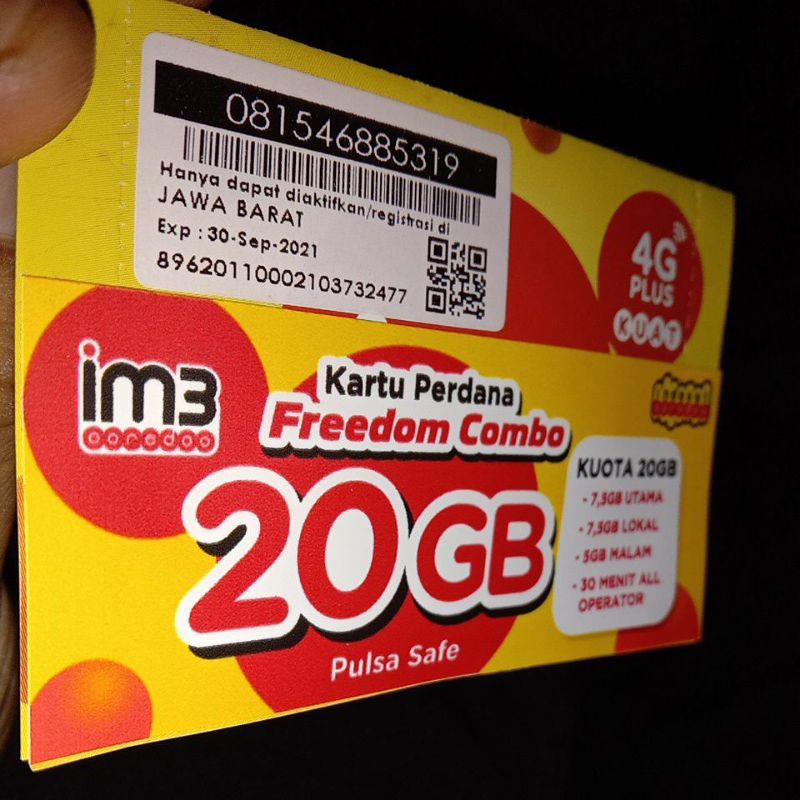 081546885319
Hanya dapat diaktifkan/registrasi di
JAWA BARAT
Exp : 30-Sep-2021
89620110002103732477
4G
PLUS
KUAT
im3
ooredoo
Kartu Perdana
Freedom Combo
20GB
Pulsa Safe
KUOTA 20GB
- 7,5GB UTAMA
- 7,5GB LOKAL
- 5GB MALAM
- 30 MENIT ALL
OPERATOR